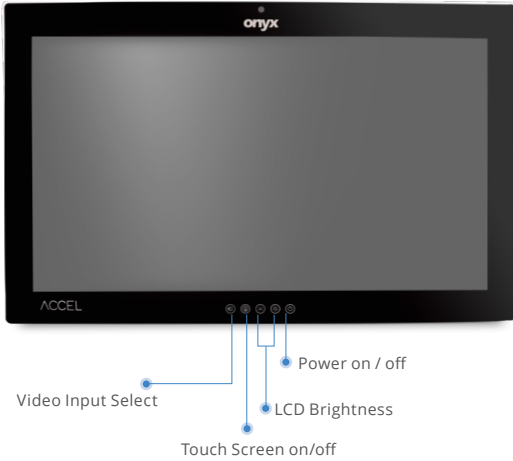 onyx
ACCEL
Power on / off
Video Input Select
LCD Brightness
Touch Screen on/off